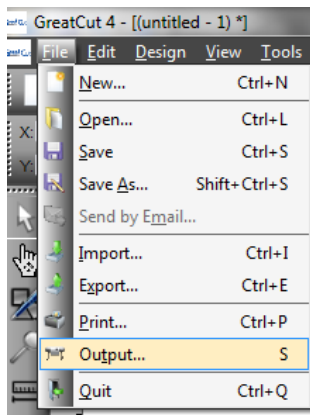 GreatCut 4 - [(untitled - 1) *]
File Edit Design View Tools
New... Ctrl+N
X:
Open... Ctrl+L
Y:
Save Ctrl+S
Save As... Shift+Ctrl+S
Send by Email...
Import... Ctrl+I
Export... Ctrl+E
Print... Ctrl+P
Output... S
Quit Ctrl+Q